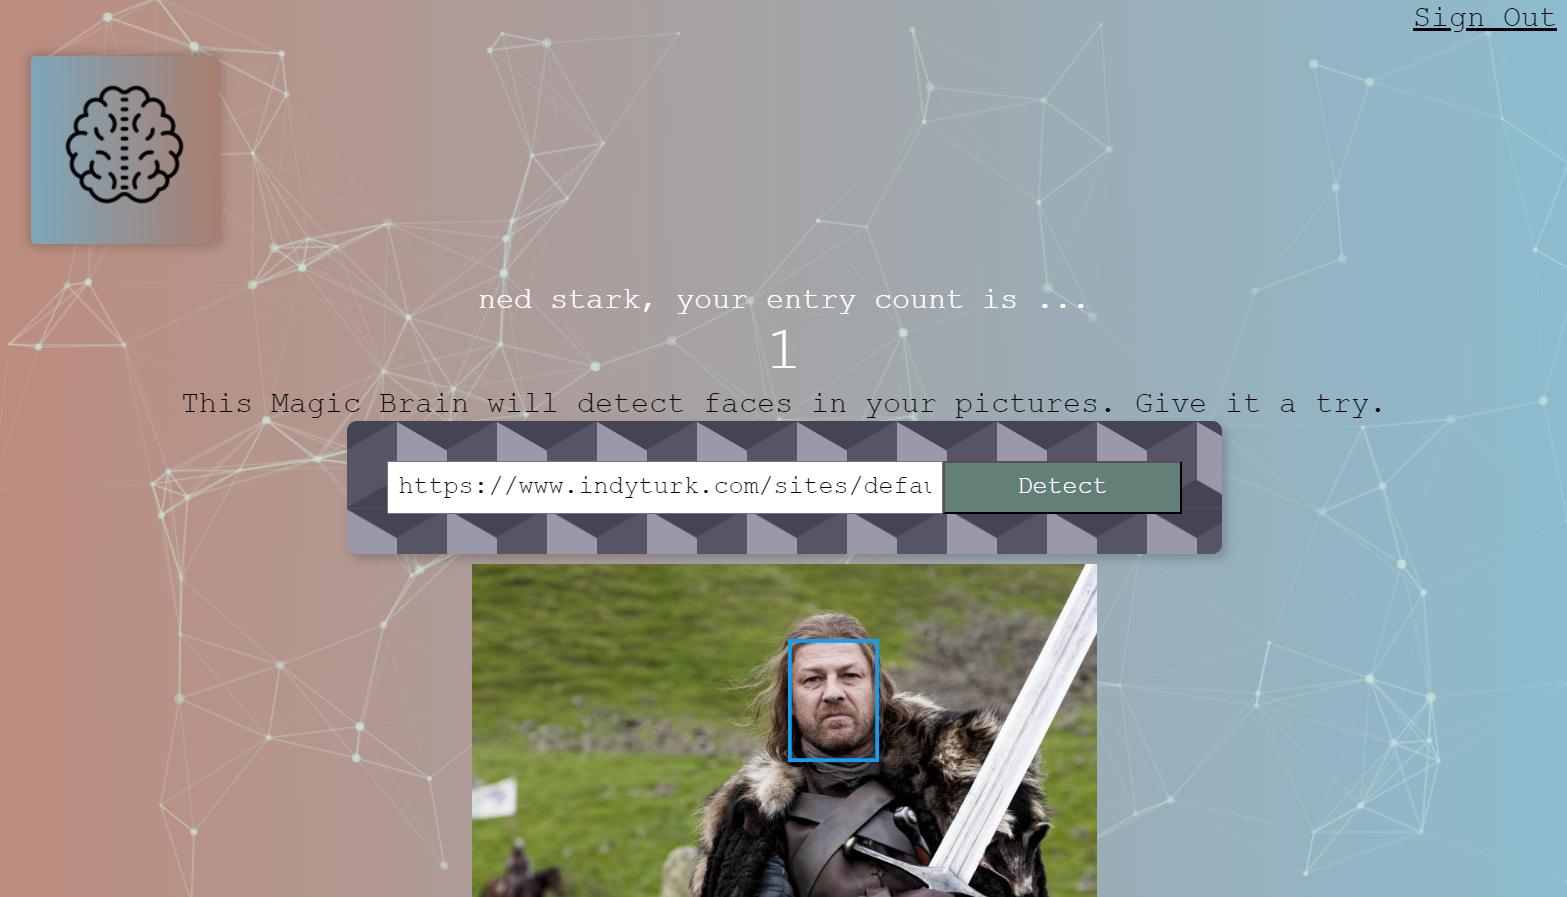 Sign Out
ned stark, your entry count is ...
1
This Magic Brain will detect faces in your pictures. Give it a try.
https://www.indyturk.com/sites/defau
Detect